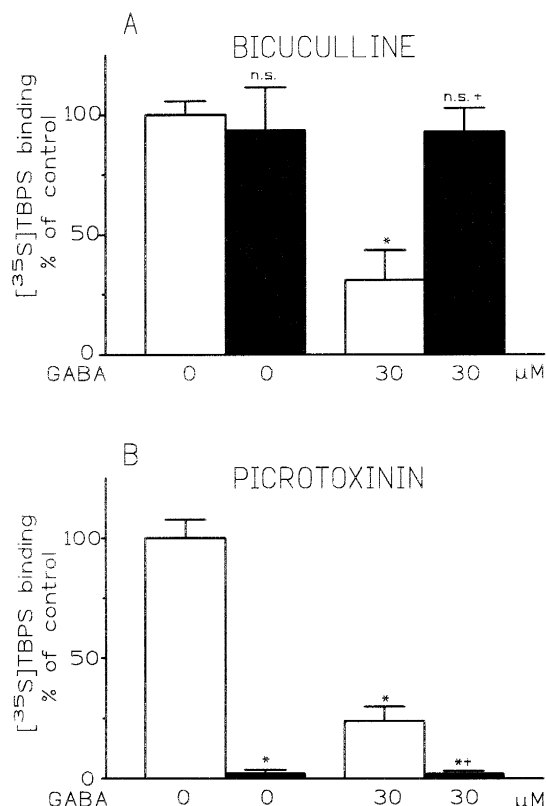 A
BICUCULLINE
[³⁵S]TBPS binding
% of control
100
50
0
n.s.
*
n.s. +
GABA 0 0 30 30 μM
B
PICROTOXININ
[³⁵S]TBPS binding
% of control
100
50
0
*
*
*+
GABA 0 0 30 30 μM